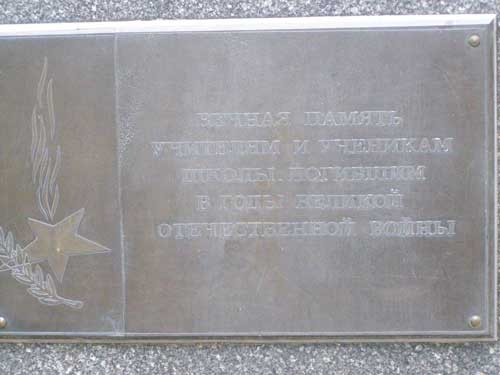 ВЕЧНАЯ ПАМЯТЬ
УЧИТЕЛЯМ И УЧЕНИКАМ
ШКОЛЫ, ПОГИБШИМ
В ГОДЫ ВЕЛИКОЙ
ОТЕЧЕСТВЕННОЙ ВОЙНЫ